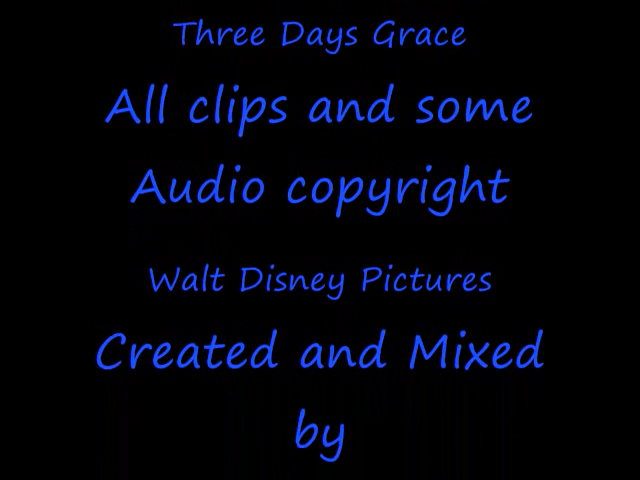 Three Days Grace
All clips and some
Audio copyright
Walt Disney Pictures
Created and Mixed
by